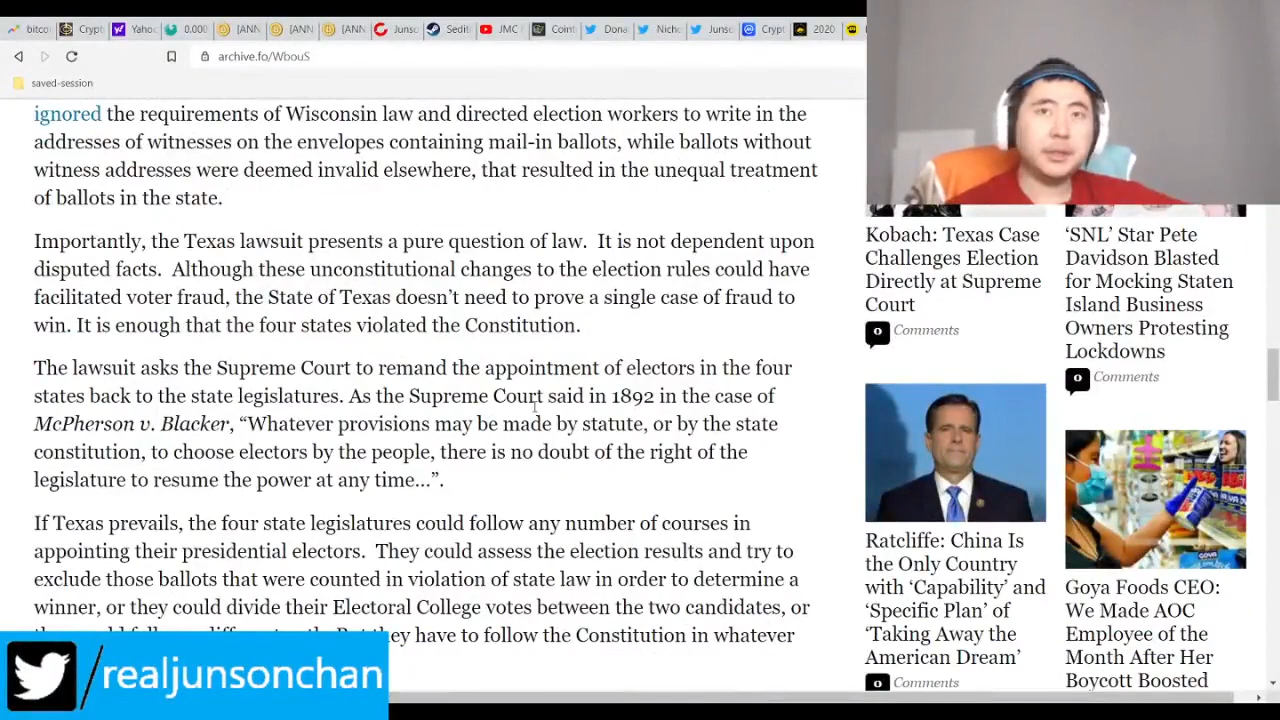 bitco
Crypt
Yaho
0.000
[ANN
[ANN
[ANN
Junso
Sedit
JMC
Coint
Dona
Nicho
Junso
Crypt
2020
archive.fo/WbouS
saved-session
ignored the requirements of Wisconsin law and directed election workers to write in the
addresses of witnesses on the envelopes containing mail-in ballots, while ballots without
witness addresses were deemed invalid elsewhere, that resulted in the unequal treatment
of ballots in the state.
Importantly, the Texas lawsuit presents a pure question of law. It is not dependent upon
disputed facts. Although these unconstitutional changes to the election rules could have
facilitated voter fraud, the State of Texas doesn’t need to prove a single case of fraud to
win. It is enough that the four states violated the Constitution.
The lawsuit asks the Supreme Court to remand the appointment of electors in the four
states back to the state legislatures. As the Supreme Court said in 1892 in the case of
McPherson v. Blacker, “Whatever provisions may be made by statute, or by the state
constitution, to choose electors by the people, there is no doubt of the right of the
legislature to resume the power at any time…”.
If Texas prevails, the four state legislatures could follow any number of courses in
appointing their presidential electors. They could assess the election results and try to
exclude those ballots that were counted in violation of state law in order to determine a
winner, or they could divide their Electoral College votes between the two candidates, or
they have to follow the Constitution in whatever
Kobach: Texas Case
Challenges Election
Directly at Supreme
Court
0 Comments
‘SNL’ Star Pete
Davidson Blasted
for Mocking Staten
Island Business
Owners Protesting
Lockdowns
0 Comments
Ratcliffe: China Is
the Only Country
with ‘Capability’ and
‘Specific Plan’ of
‘Taking Away the
American Dream’
0 Comments
Goya Foods CEO:
We Made AOC
Employee of the
Month After Her
Boycott Boosted
/realjunsonchan